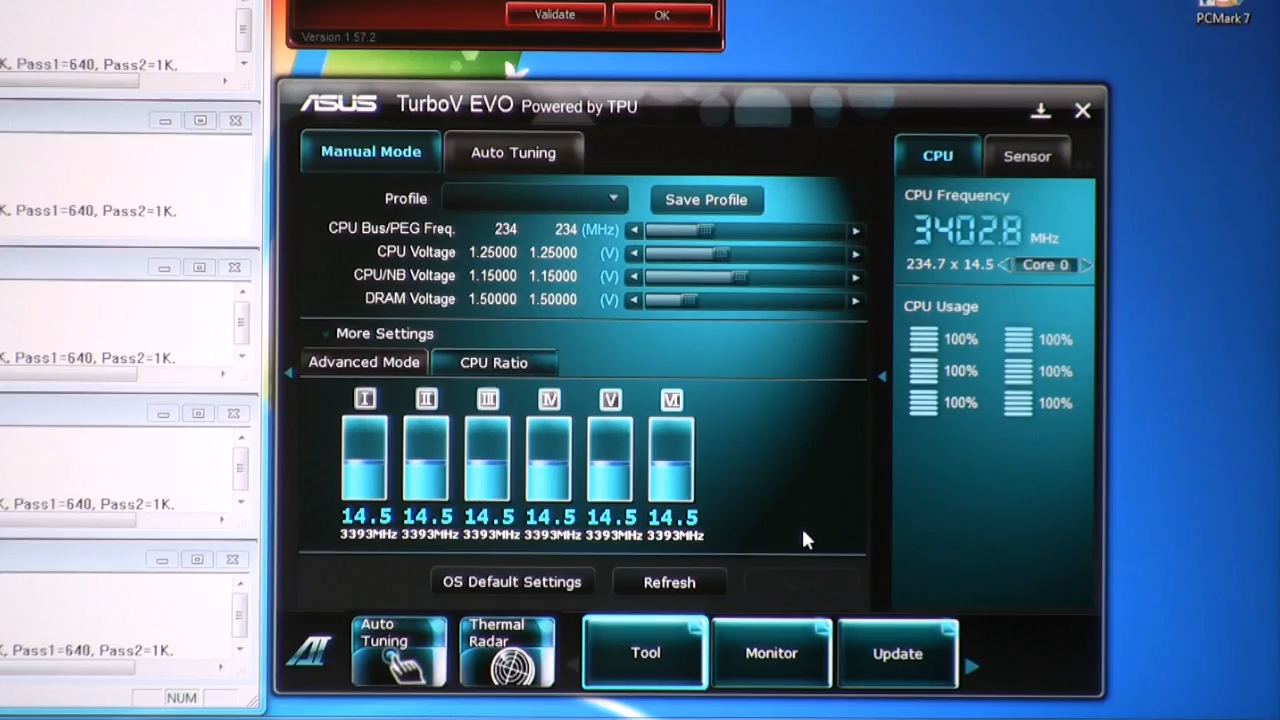 Validate OK
Version 1.57.2
PCMark 7
K, Pass1=640, Pass2=1K.
K, Pass1=640, Pass2=1K.
K, Pass1=640, Pass2=1K.
K, Pass1=640, Pass2=1K.
K, Pass1=640, Pass2=1K.
NUM
ASUS TurboV EVO Powered by TPU
Manual Mode Auto Tuning
Profile Save Profile
CPU Bus/PEG Freq. 234 234 (MHz)
CPU Voltage 1.25000 1.25000 (V)
CPU/NB Voltage 1.15000 1.15000 (V)
DRAM Voltage 1.50000 1.50000 (V)
More Settings
Advanced Mode CPU Ratio
I II III IV V VI
14.5 14.5 14.5 14.5 14.5 14.5
3393MHz 3393MHz 3393MHz 3393MHz 3393MHz 3393MHz
OS Default Settings Refresh
CPU Sensor
CPU Frequency
3402.8 MHz
234.7 x 14.5 Core 0
CPU Usage
100% 100%
100% 100%
100% 100%
AI
Auto
Tuning
Thermal
Radar
Tool Monitor Update